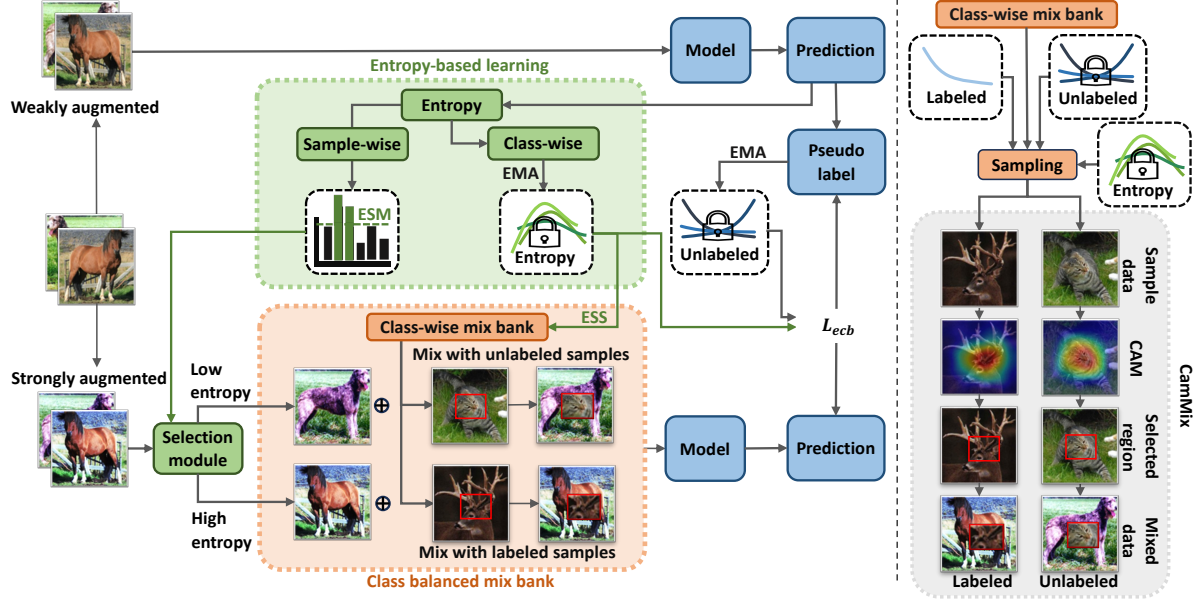 Weakly augmented
Strongly augmented
Entropy-based learning
Entropy
Sample-wise
Class-wise
EMA
ESM
Entropy
Model
Prediction
Pseudo
label
EMA
Unlabeled
L_ecb
ESS
Class-wise mix bank
Mix with unlabeled samples
Low
entropy
Selection
module
High
entropy
Mix with labeled samples
Class balanced mix bank
Model
Prediction
Class-wise mix bank
Labeled
Unlabeled
Sampling
Entropy
Sample
data
CAM
Selected
region
Mixed
data
CamMix
Labeled
Unlabeled